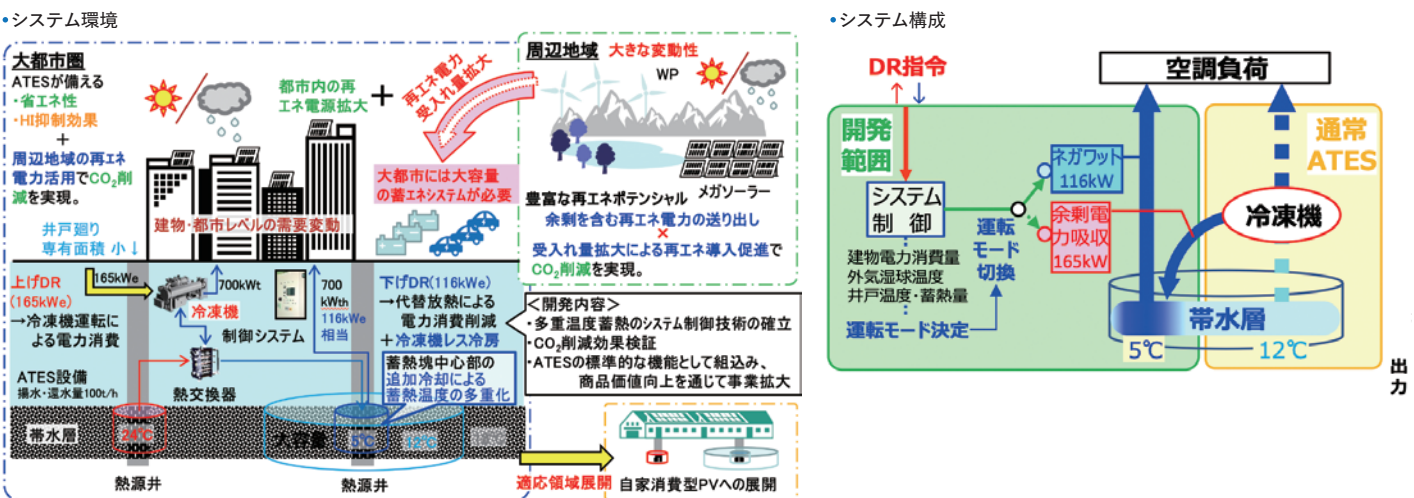 •システム環境
大都市圏
ATESが備える
・省エネ性
・HI抑制効果
+
周辺地域の再エネ
電力活用でCO₂削
減を実現。
都市内の再
エネ電源拡大
+
再エネ電力
受入れ量拡大
周辺地域 大きな変動性
WP
大都市には大容量
の蓄エネシステムが必要
メガソーラー
豊富な再エネポテンシャル
余剰を含む再エネ電力の送り出し
×
受入れ量拡大による再エネ導入促進で
CO₂削減を実現。
建物・都市レベルの需要変動
井戸廻り
専有面積 小↓
上げDR
(165kWe)
→冷凍機運転に
よる電力消費
165kWe
700kWt
冷凍機
制御システム
700
kWth
116kWe
相当
下げDR(116kWe)
→代替放熱による
電力消費削減
+冷凍機レス冷房
<開発内容>
・多重温度蓄熱のシステム制御技術の確立
・CO₂削減効果検証
・ATESの標準的な機能として組込み、
商品価値向上を通じて事業拡大
蓄熱塊中心部の
追加冷却による
蓄熱温度の多重化
ATES設備
揚水・還水量100t/h
熱交換器
帯水層
24℃
大容量
5℃
12℃
熱源井
熱源井
適応領域展開
自家消費型PVへの展開
•システム構成
DR指令
空調負荷
開発
範囲
通常
ATES
システム
制御
ネガワット
116kW
余剰電
力吸収
165kW
運転
モード
切換
冷凍機
建物電力消費量
外気湿球温度
井戸温度・蓄熱量
運転モード決定
帯水層
5℃
12℃
出
力